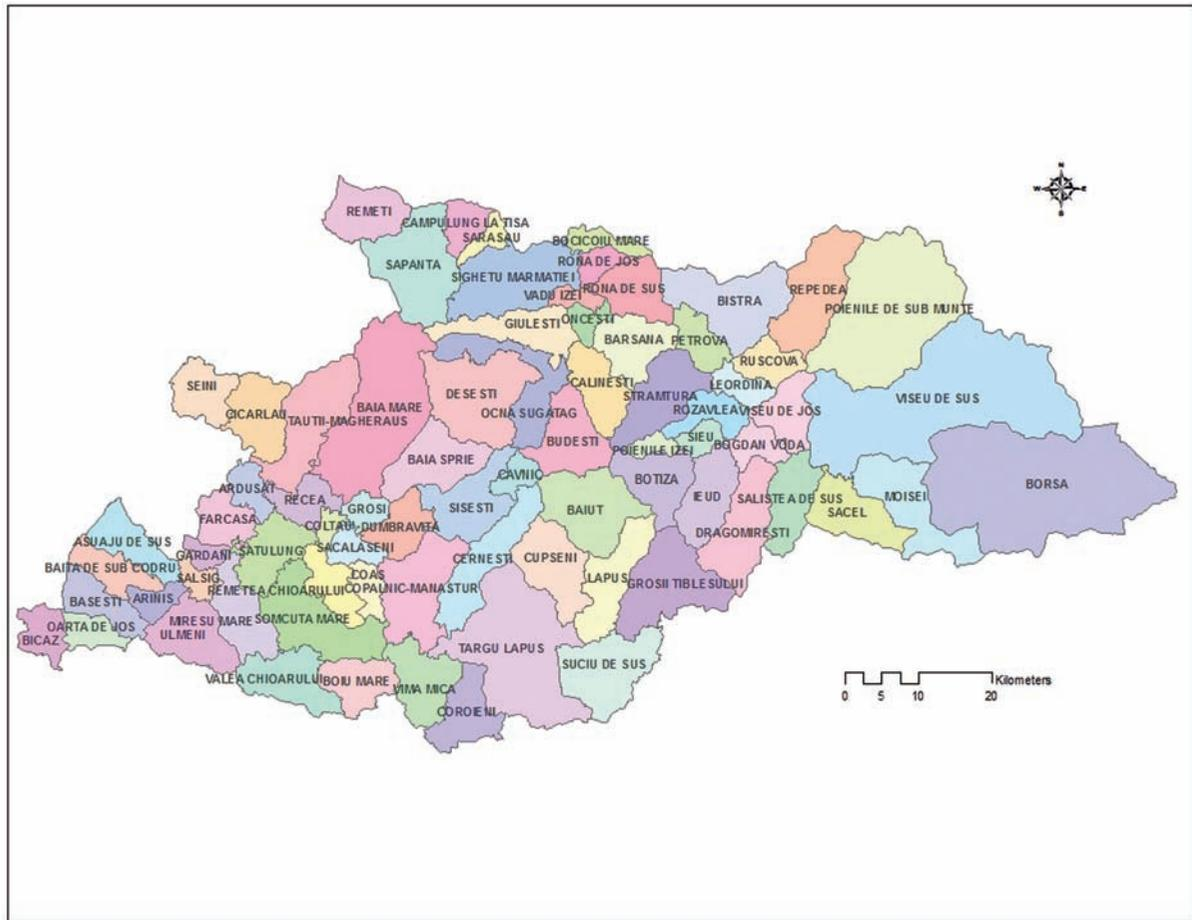 N
W E
S
REMETI
CAMPULUNG LA TISA
SARASAU
BOCICOIU MARE
SAPANTA
RONA DE JOS
SIGHETU MARMATIEI
RONA DE SUS
VADU IZEI
BISTRA
REPEDEA
POIENILE DE SUB MUNTE
ONCESTI
GIULESTI
BARSANA
PETROVA
RUSCOVA
SEINI
CICARLAU
TAUTII-MAGHERAUS
BAIA MARE
DESESTI
OCNA SUGATAG
CALINESTI
STRAMTURA
LEORDINA
ROZAVLEA
VISEU DE JOS
VISEU DE SUS
BUDESTI
SIEU
BOGDAN VODA
POIENILE IZEI
BAIA SPRIE
CAVNIC
BOTIZA
IEUD
SALISTEA DE SUS
SACEL
MOISEI
BORSA
ARDUSAT
RECEA
GROSI
SISESTI
BAIUT
DRAGOMIRESTI
FARCASA
COLTAU
DUMBRAVITA
ASUAJU DE SUS
GARDANI
SATULUNG
SACALASENI
CERNESTI
CUPSENI
LAPUS
GROSII TIBLESULUI
BAITA DE SUB CODRU
SALSIG
REMETEA CHIOARULUI
COAS
COPALNIC-MANASTUR
BASESTI
ARINIS
MIRESU MARE
SOMCUTA MARE
OARTA DE JOS
ULMENI
BICAZ
TARGU LAPUS
SUCIU DE SUS
VALEA CHIOARULUI
BOIU MARE
VIMA MICA
COROIENI
Kilometers
0 5 10 20